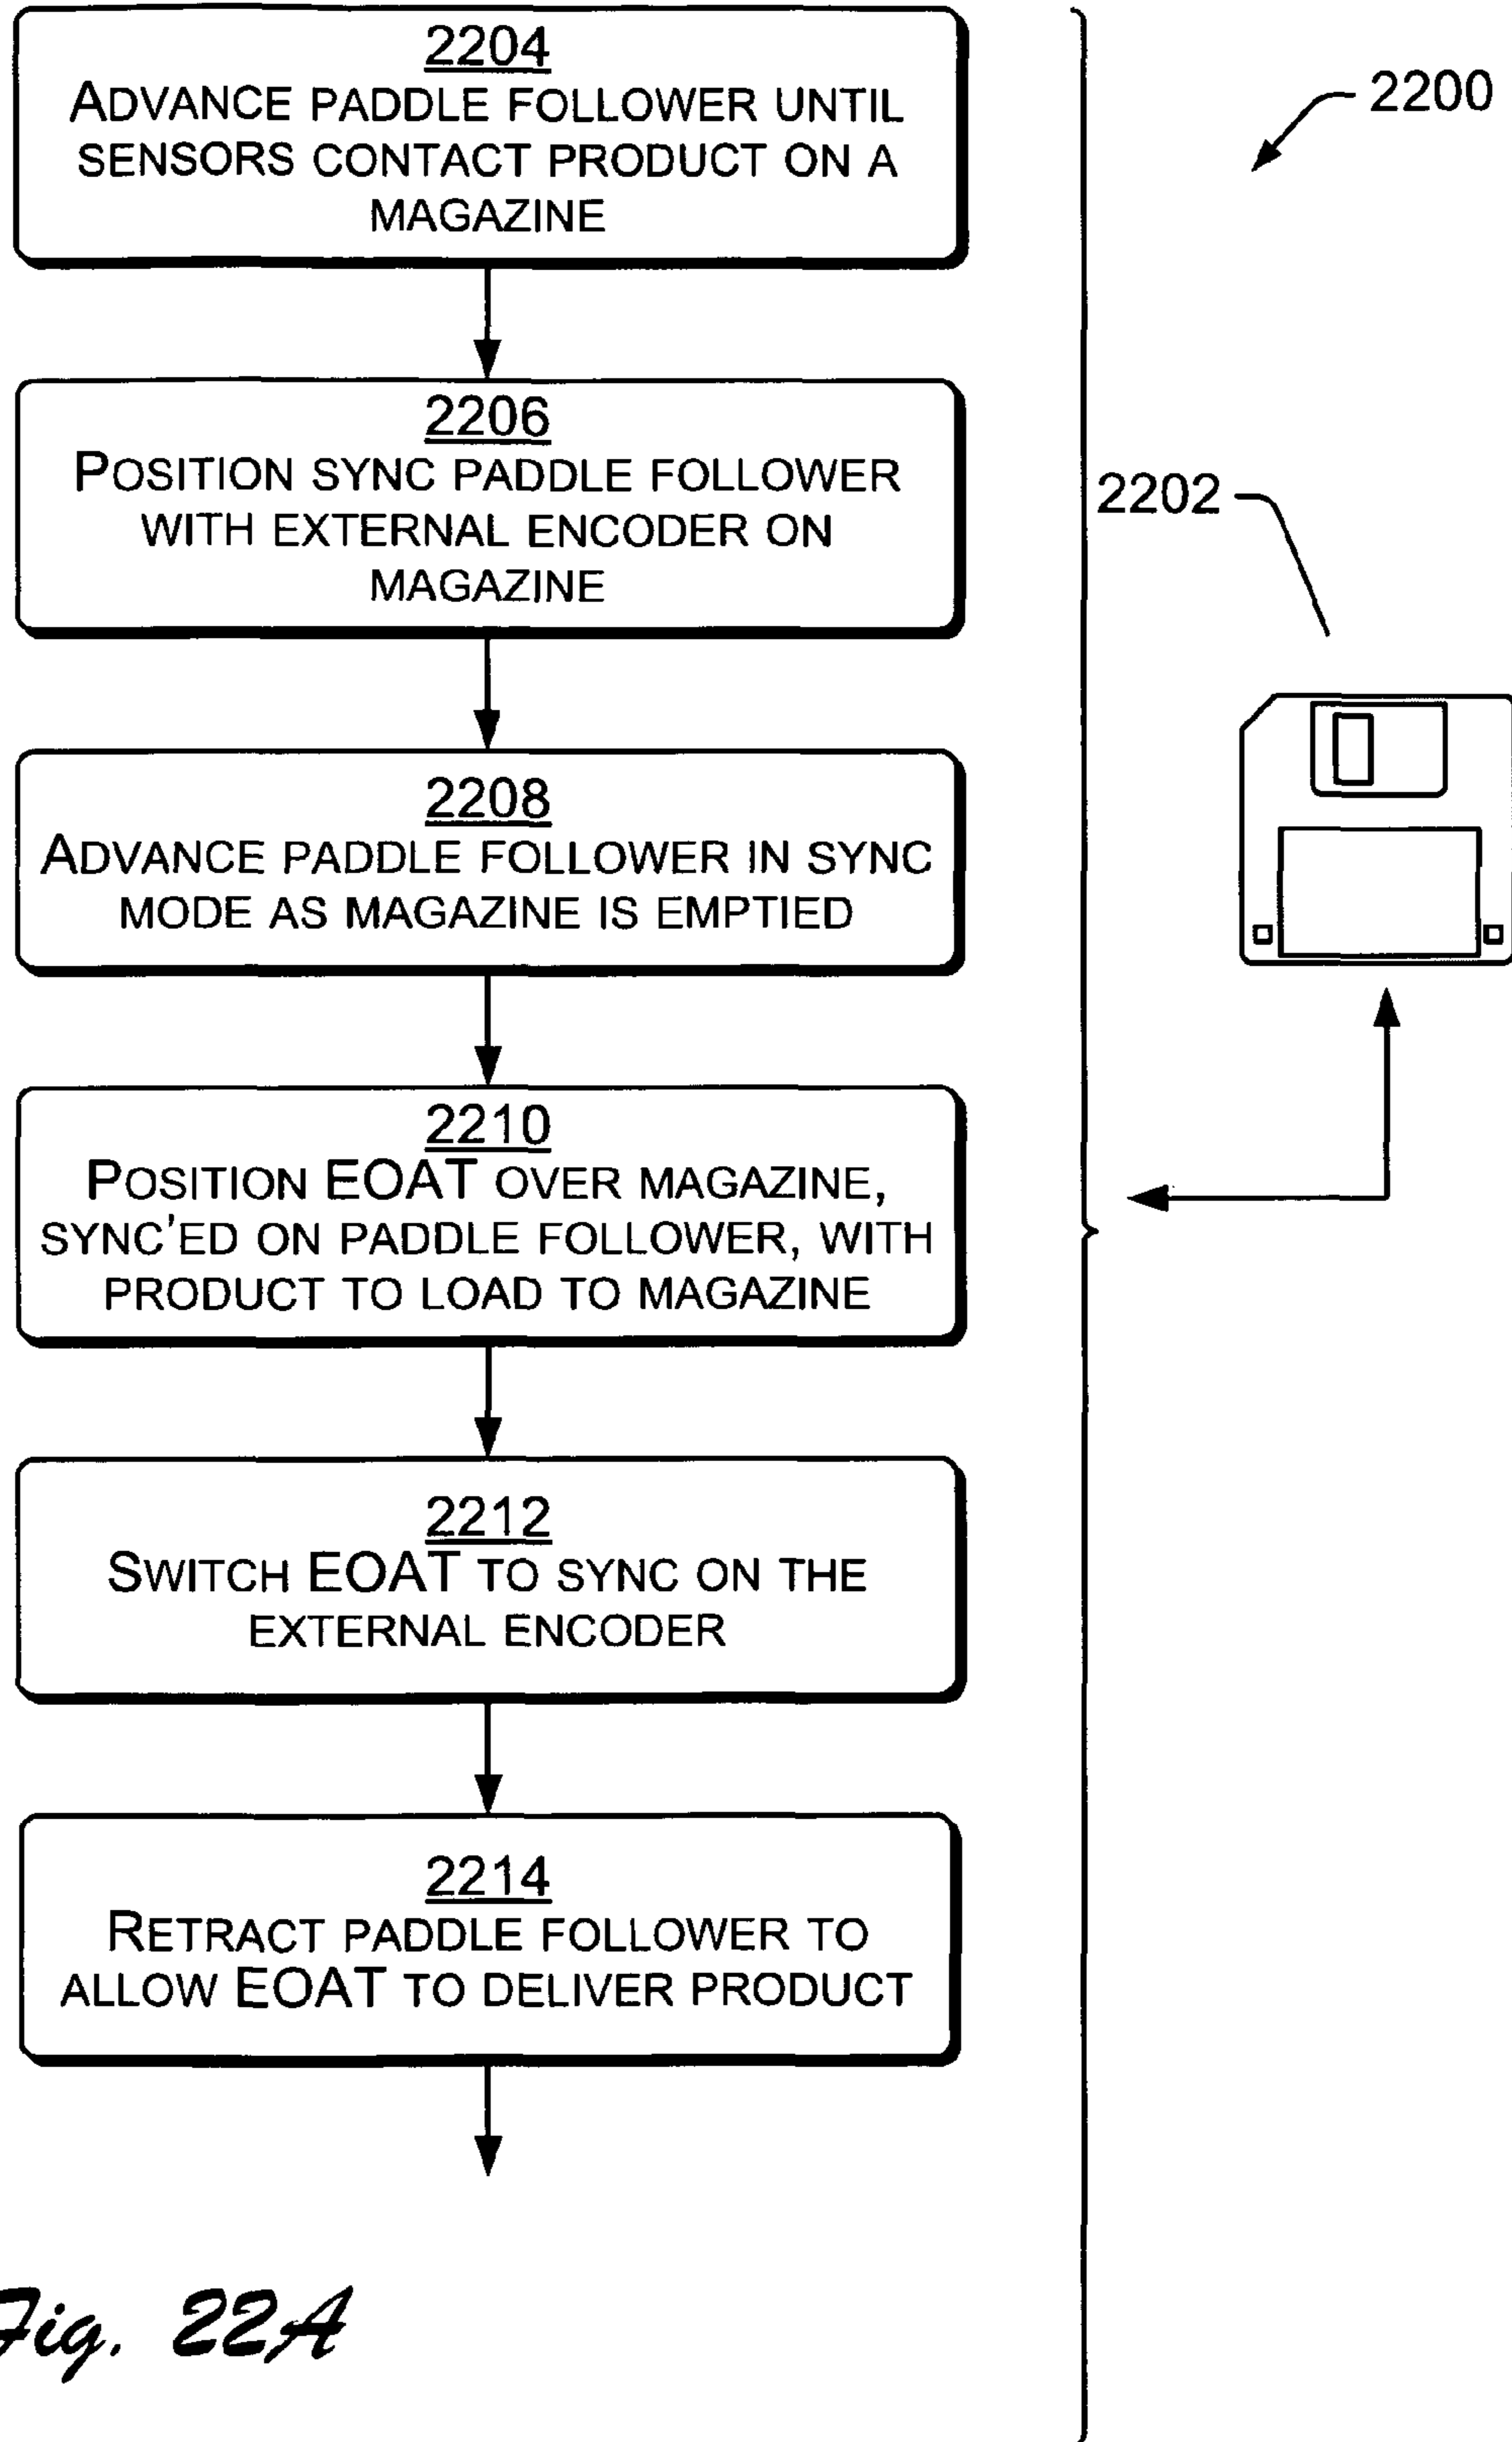 2204
ADVANCE PADDLE FOLLOWER UNTIL
SENSORS CONTACT PRODUCT ON A
MAGAZINE
2200
2206
POSITION SYNC PADDLE FOLLOWER
WITH EXTERNAL ENCODER ON
MAGAZINE
2202
2208
ADVANCE PADDLE FOLLOWER IN SYNC
MODE AS MAGAZINE IS EMPTIED
2210
POSITION EOAT OVER MAGAZINE,
SYNC'ED ON PADDLE FOLLOWER, WITH
PRODUCT TO LOAD TO MAGAZINE
2212
SWITCH EOAT TO SYNC ON THE
EXTERNAL ENCODER
2214
RETRACT PADDLE FOLLOWER TO
ALLOW EOAT TO DELIVER PRODUCT
Fig. 22A